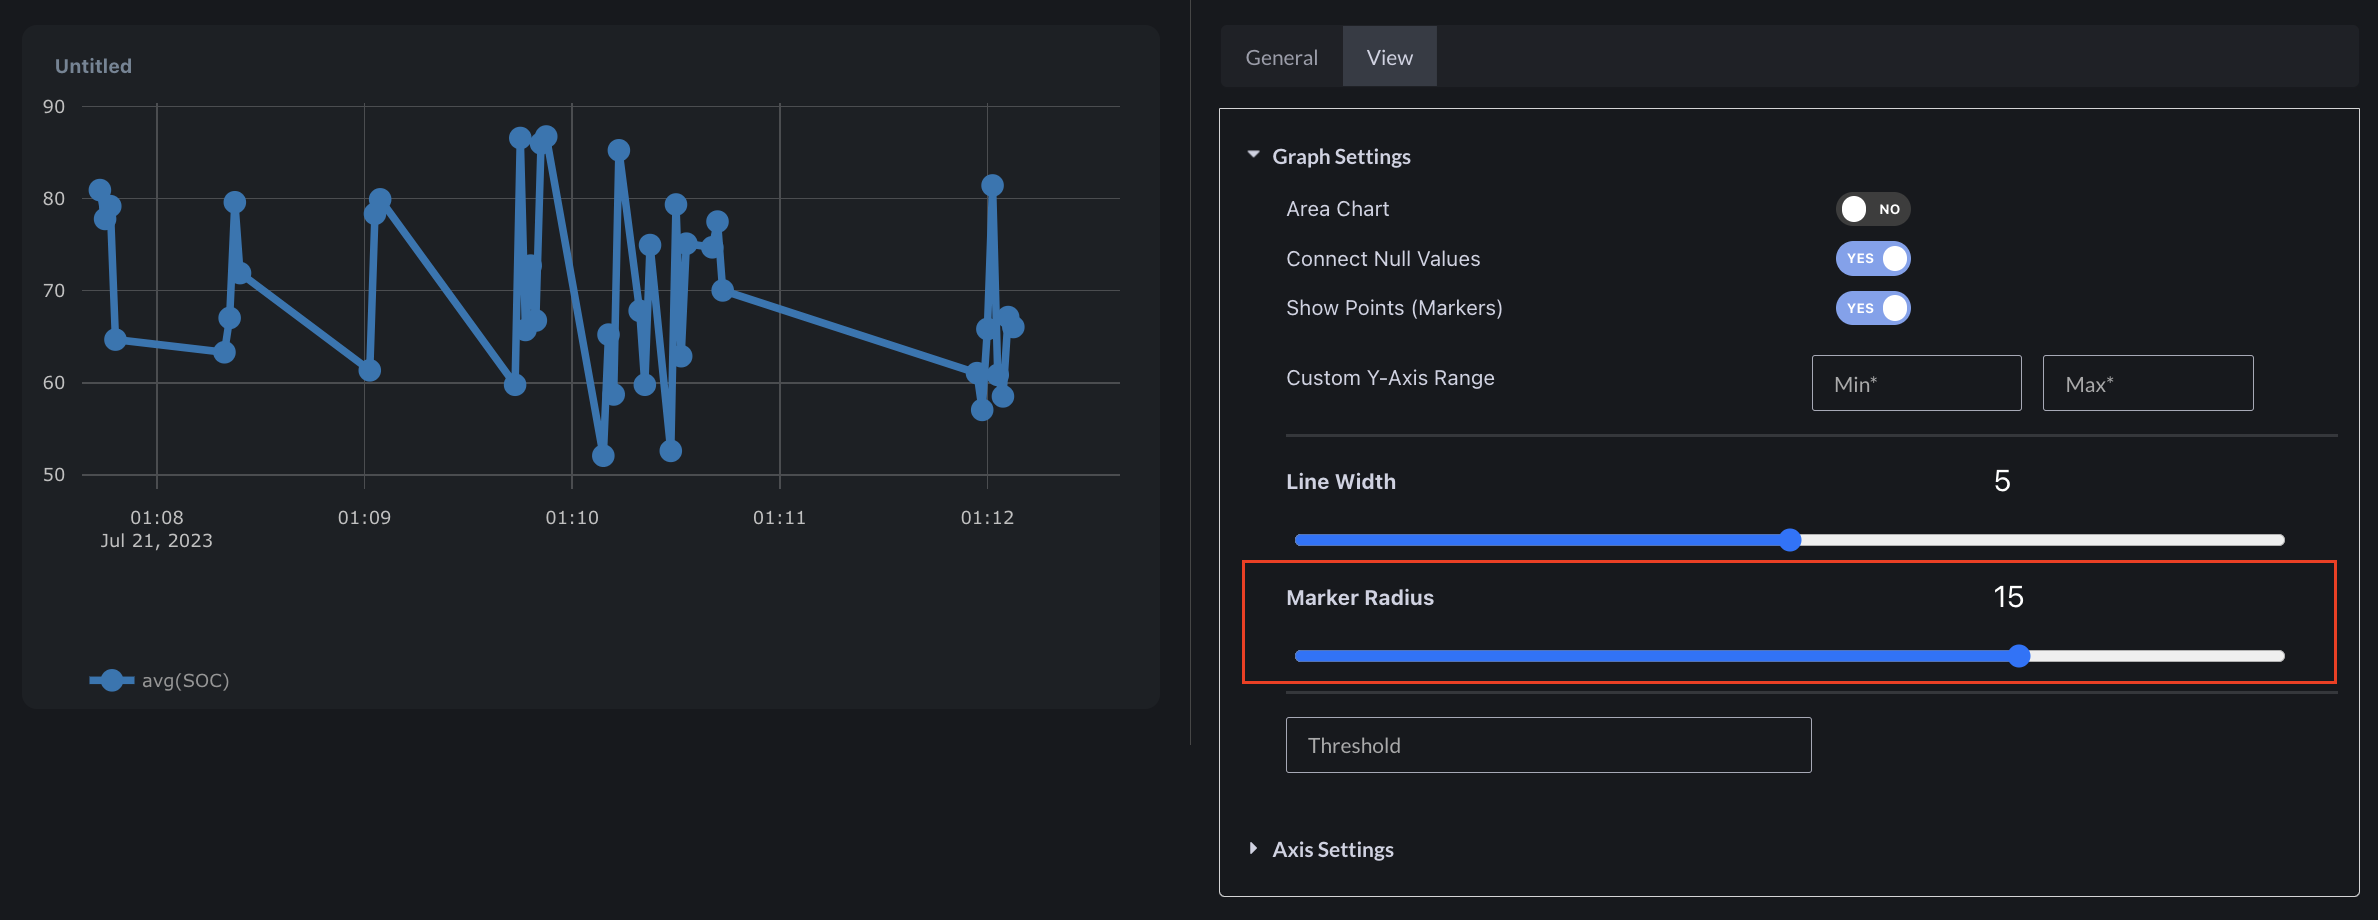 Untitled
90
80
70
60
50
01:08
01:09
01:10
01:11
01:12
Jul 21, 2023
avg(SOC)
General
View
Graph Settings
Area Chart
NO
Connect Null Values
YES
Show Points (Markers)
YES
Custom Y-Axis Range
Min*
Max*
Line Width
5
Marker Radius
15
Threshold
Axis Settings